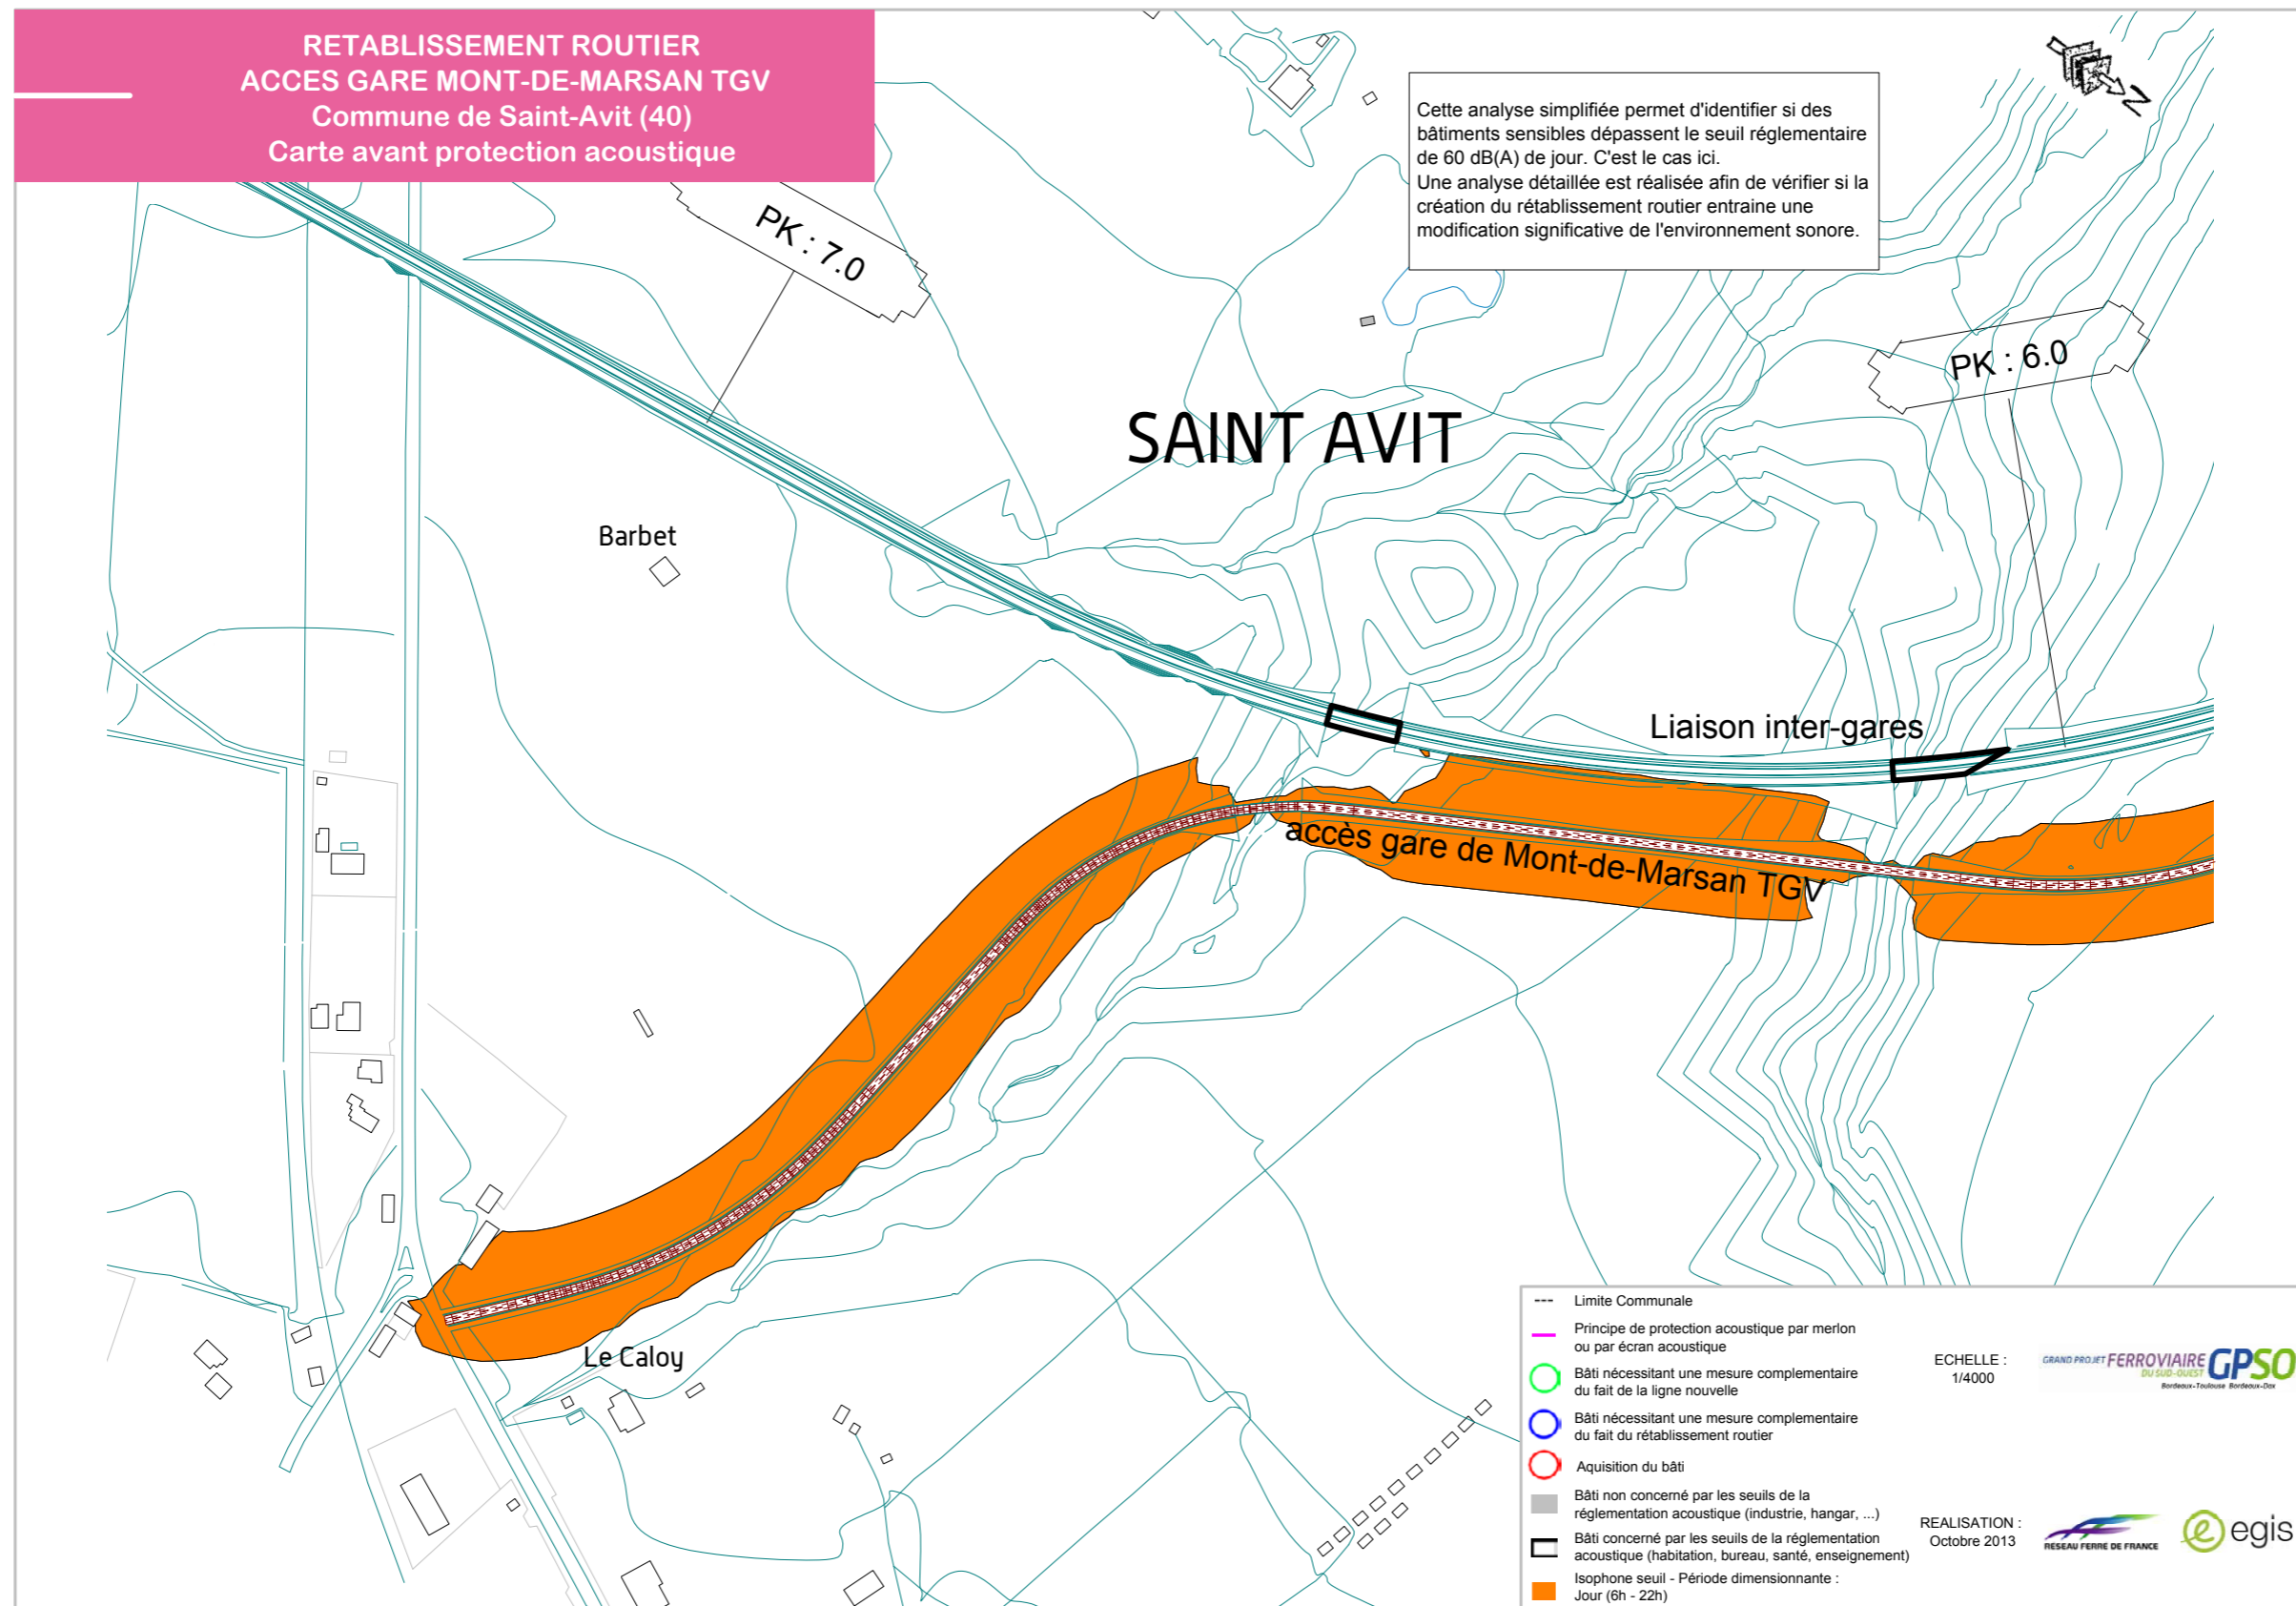 RETABLISSEMENT ROUTIER
ACCES GARE MONT-DE-MARSAN TGV
Commune de Saint-Avit (40)
Carte avant protection acoustique
Cette analyse simplifiée permet d'identifier si des
bâtiments sensibles dépassent le seuil réglementaire
de 60 dB(A) de jour. C'est le cas ici.
Une analyse détaillée est réalisée afin de vérifier si la
création du rétablissement routier entraine une
modification significative de l'environnement sonore.
N
PK : 7.0
PK : 6.0
SAINT AVIT
Barbet
Liaison inter-gares
accès gare de Mont-de-Marsan TGV
Le Caloy
Limite Communale
Principe de protection acoustique par merlon
ou par écran acoustique
Bâti nécessitant une mesure complementaire
du fait de la ligne nouvelle
Bâti nécessitant une mesure complementaire
du fait du rétablissement routier
Aquisition du bâti
Bâti non concerné par les seuils de la
réglementation acoustique (industrie, hangar, ...)
Bâti concerné par les seuils de la réglementation
acoustique (habitation, bureau, santé, enseignement)
Isophone seuil - Période dimensionnante :
Jour (6h - 22h)
ECHELLE :
1/4000
GRAND PROJET FERROVIAIRE
DU SUD-OUEST
GPSO
Bordeaux-Toulouse Bordeaux-Dax
REALISATION :
Octobre 2013
RESEAU FERRE DE FRANCE
e egis